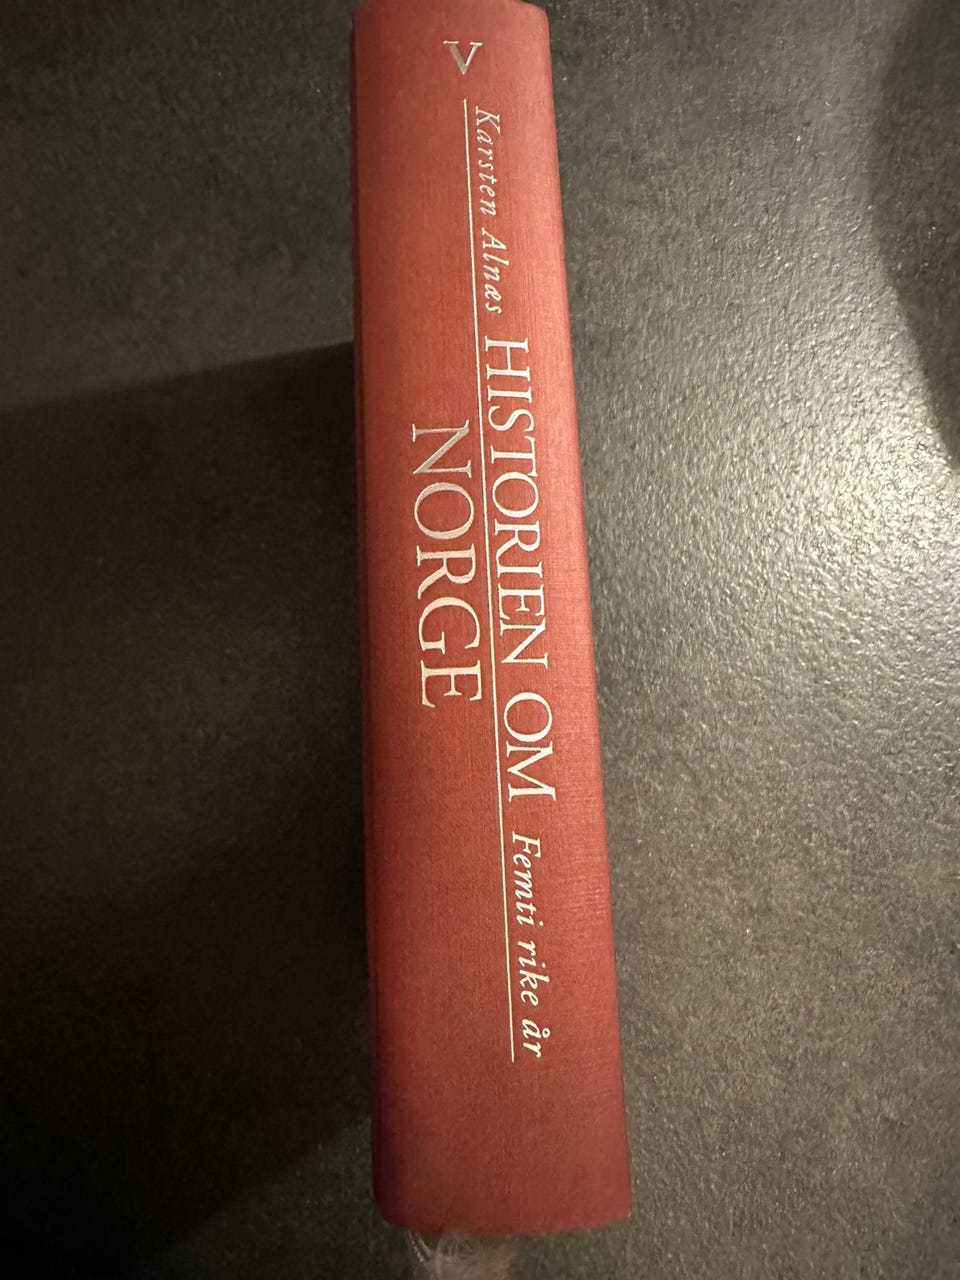 V
Karsten Alnæs HISTORIEN OM Femti rike år
NORGE